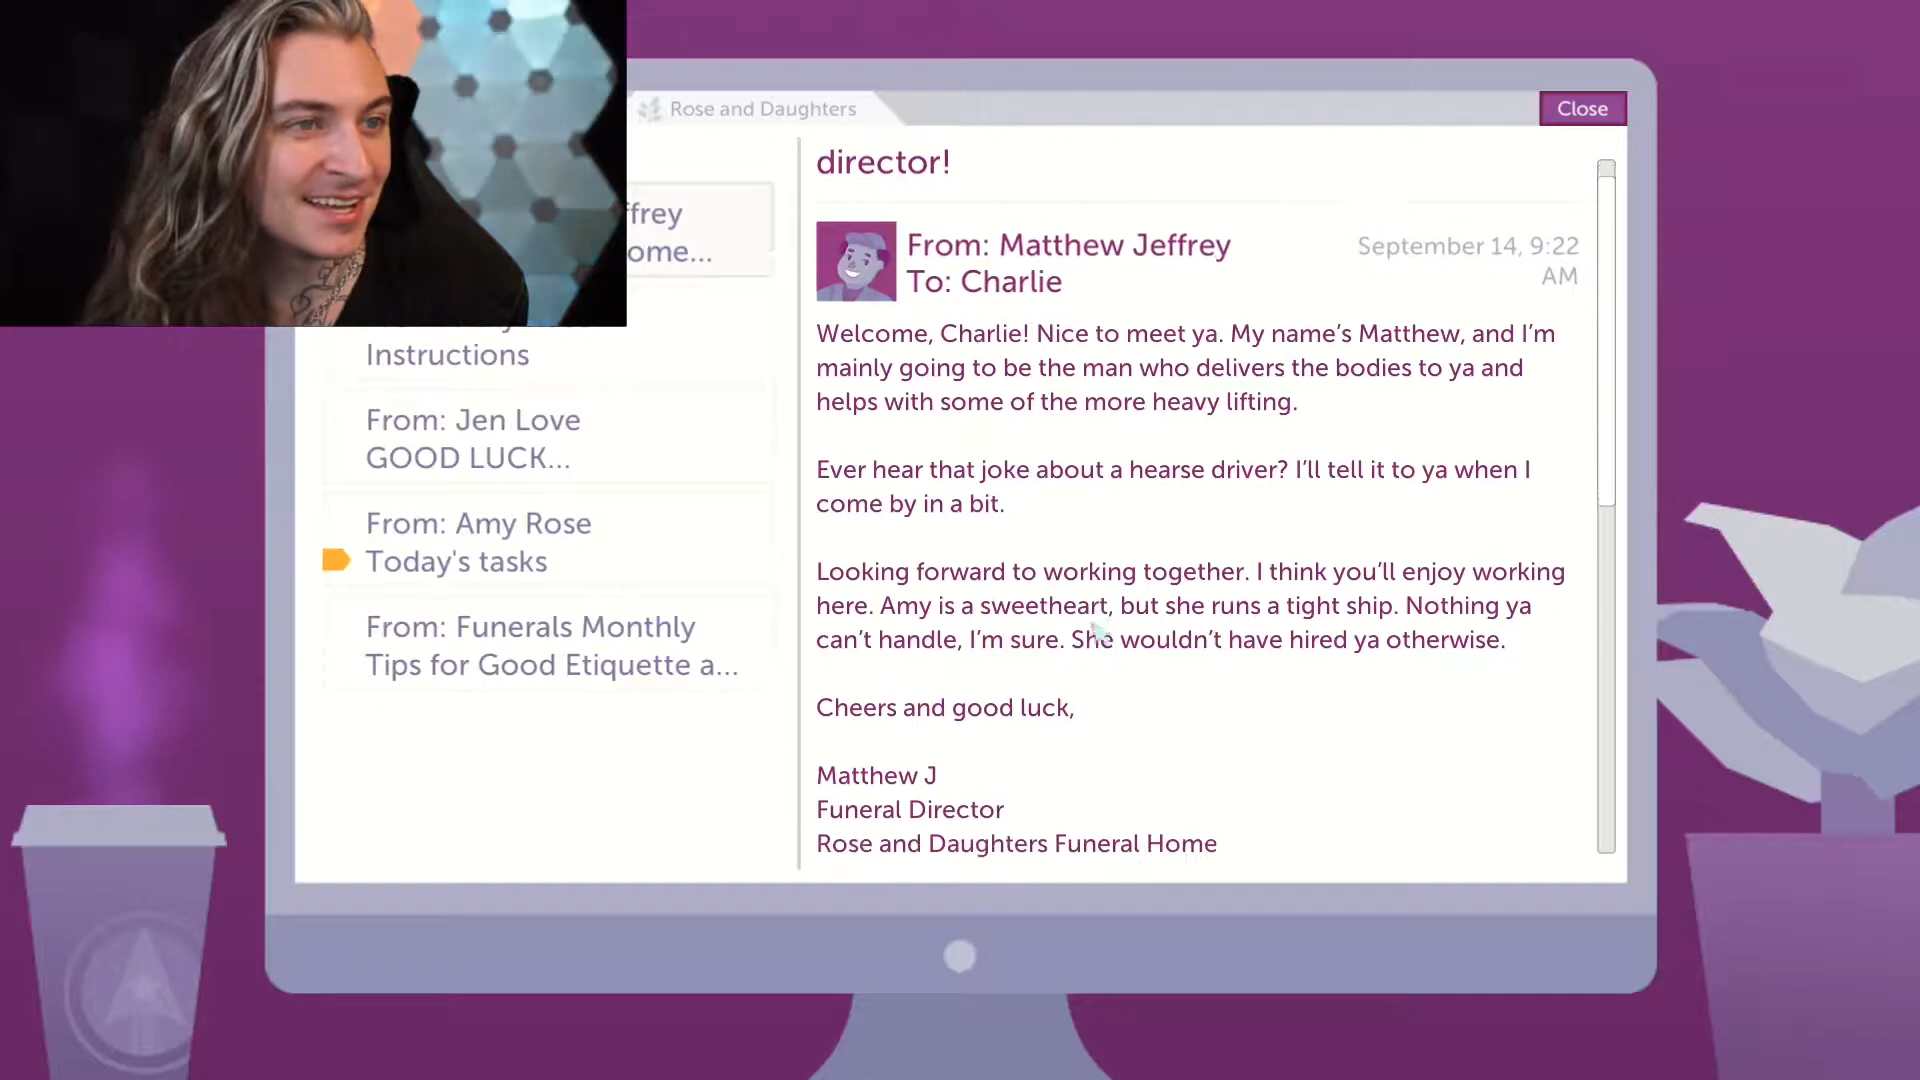 Rose and Daughters
Close
ffrey
ome...
Instructions
From: Jen Love
GOOD LUCK...
From: Amy Rose
Today's tasks
From: Funerals Monthly
Tips for Good Etiquette a...
director!
From: Matthew Jeffrey
To: Charlie
September 14, 9:22
AM
Welcome, Charlie! Nice to meet ya. My name's Matthew, and I'm
mainly going to be the man who delivers the bodies to ya and
helps with some of the more heavy lifting.
Ever hear that joke about a hearse driver? I'll tell it to ya when I
come by in a bit.
Looking forward to working together. I think you'll enjoy working
here. Amy is a sweetheart, but she runs a tight ship. Nothing ya
can't handle, I'm sure. She wouldn't have hired ya otherwise.
Cheers and good luck,
Matthew J
Funeral Director
Rose and Daughters Funeral Home